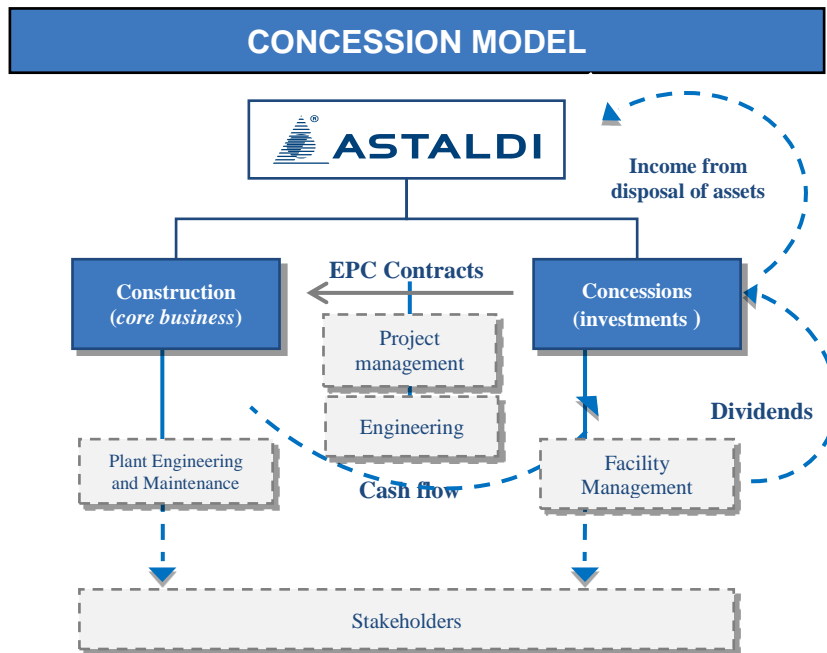 CONCESSION MODEL
® ASTALDI
Income from
disposal of assets
EPC Contracts
Construction
(core business)
Concessions
(investments )
Project
management
Engineering
Dividends
Plant Engineering
and Maintenance
Cash flow
Facility
Management
Stakeholders